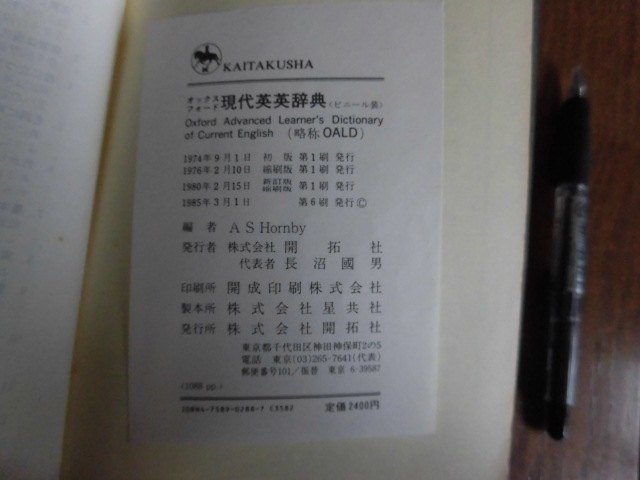 KAITAKUSHA
オックスフォード 現代英英辞典 〈ビニール装〉
Oxford Advanced Learner's Dictionary
of Current English (略称OALD)
1974年9月1日 初版 第1刷 発行
1976年2月10日 縮刷版 第1刷 発行
1980年2月15日 新訂版縮刷版 第1刷 発行
1985年3月1日 第6刷 発行©
編者 A S Hornby
発行者 株式会社 開拓社
代表者 長沼國男
印刷所 開成印刷株式会社
製本所 株式会社星共社
発行所 株式会社開拓社
東京都千代田区神田神保町2の5
電話 東京(03)265-7641(代表)
郵便番号101/振替 東京 6-39587
ISBN4-7589-0288-7 C3582
定価2400円